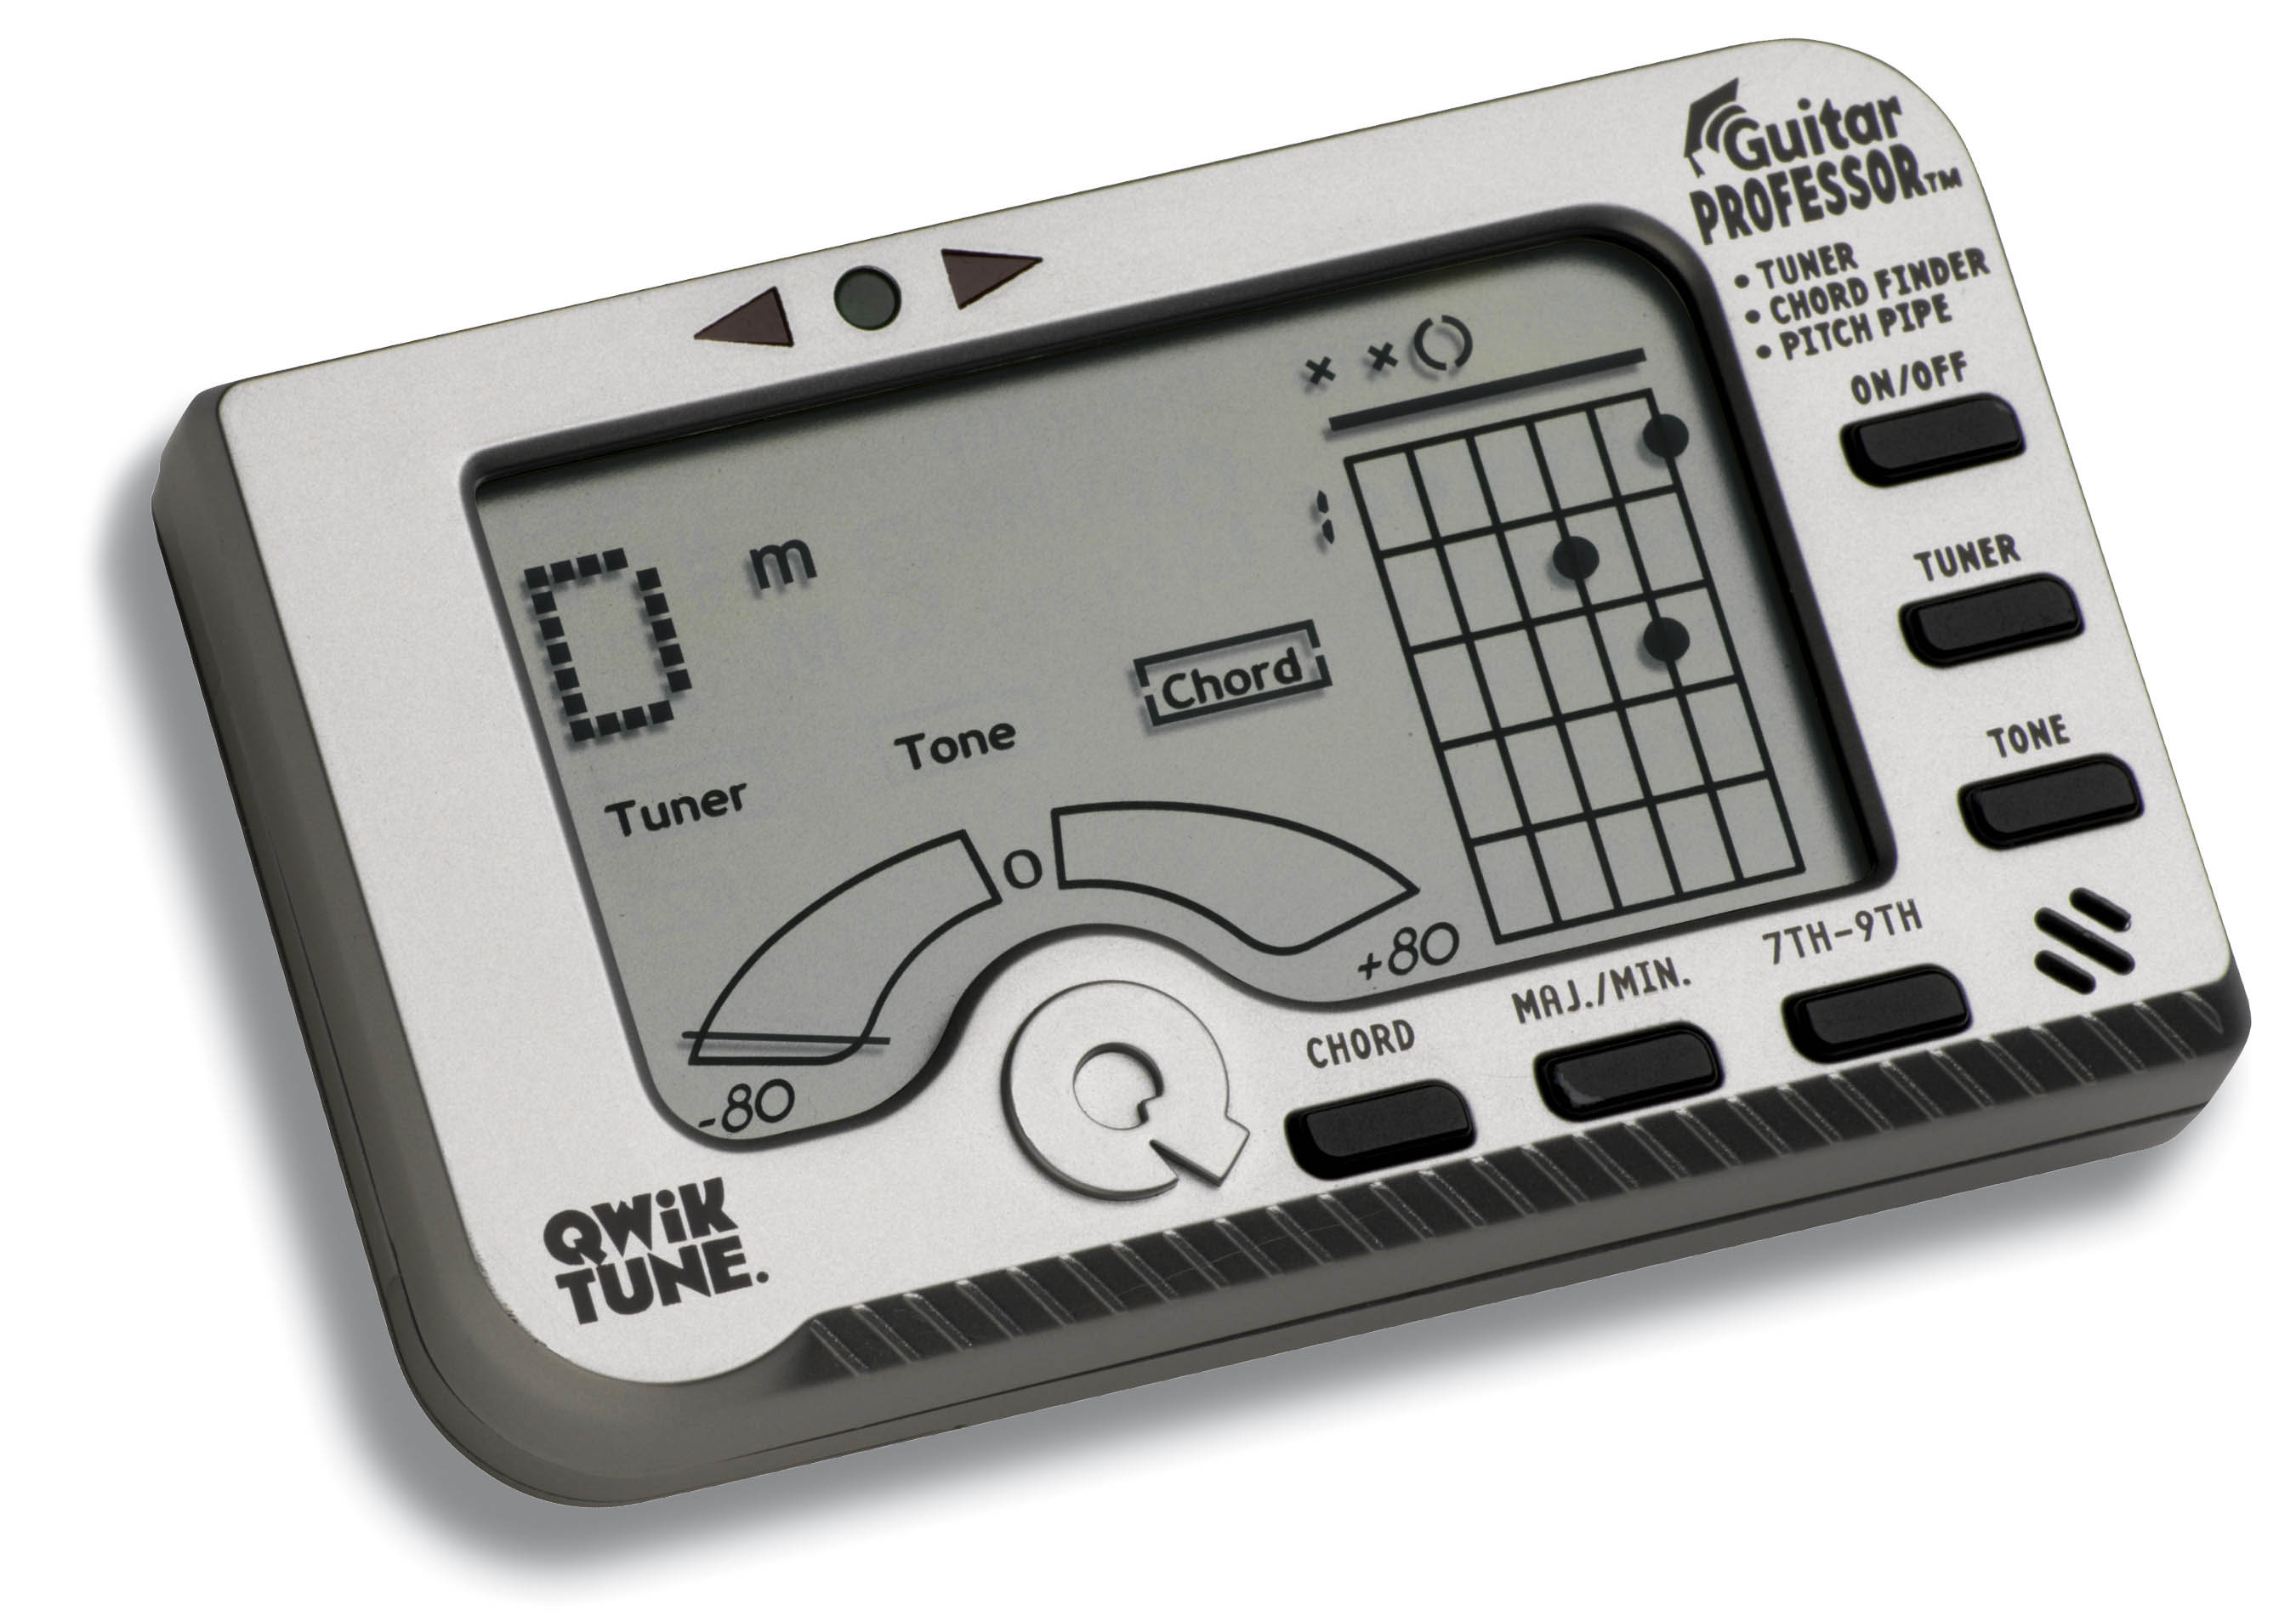 Guitar
PROFESSOR™
• TUNER
• CHORD FINDER
• PITCH PIPE
ON/OFF
× ×
D m
1
TUNER
Chord
Tone
TONE
Tuner
0
-80
+80
7TH-9TH
MAJ./MIN.
CHORD
Q
QWiK
TUNE.